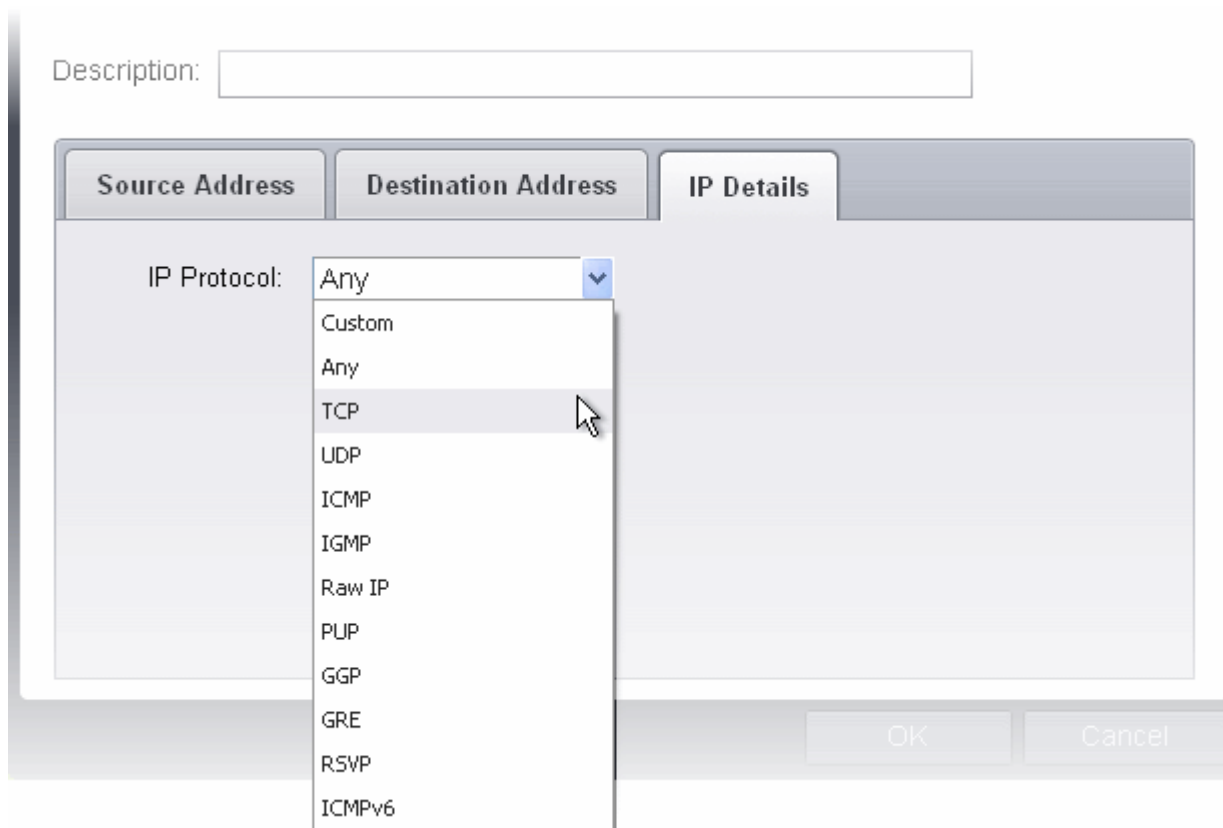 Description:
Source Address
Destination Address
IP Details
IP Protocol:
Any
Custom
Any
TCP
UDP
ICMP
IGMP
Raw IP
PUP
GGP
GRE
RSVP
ICMPv6
OK
Cancel